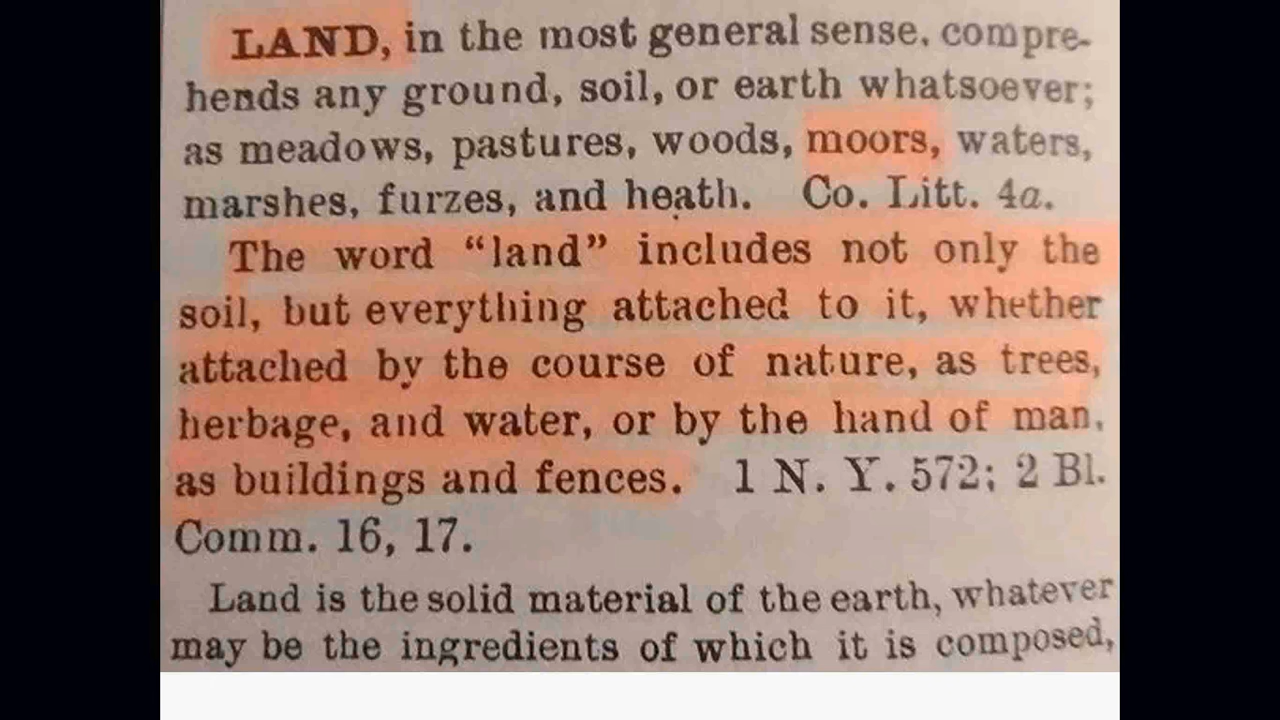 LAND, in the most general sense, compre-
hends any ground, soil, or earth whatsoever;
as meadows, pastures, woods, moors, waters,
marshes, furzes, and heath. Co. Litt. 4a.
The word "land" includes not only the
soil, but everything attached to it, whether
attached by the course of nature, as trees,
herbage, and water, or by the hand of man,
as buildings and fences. 1 N. Y. 572; 2 Bl.
Comm. 16, 17.
Land is the solid material of the earth, whatever
may be the ingredients of which it is composed,